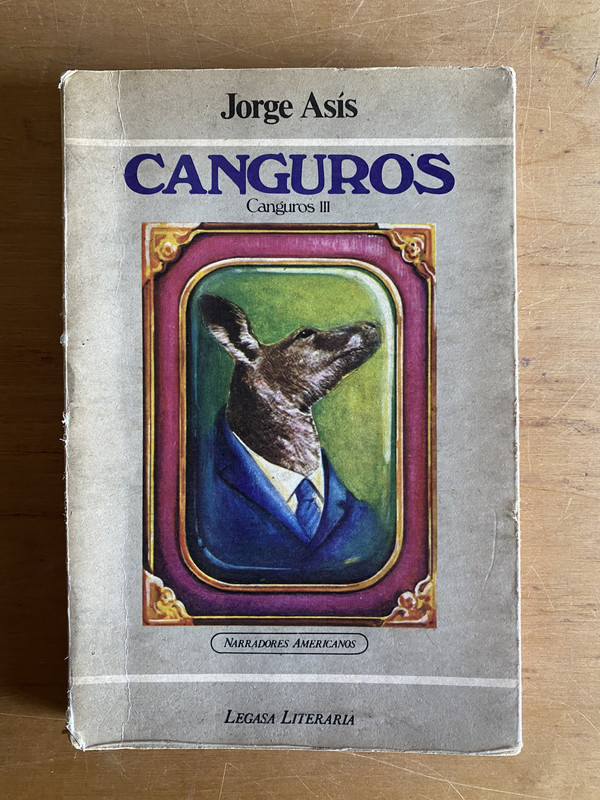 Jorge Asís
CANGUROS
Canguros III
NARRADORES AMERICANOS
LEGASA LITERARIA